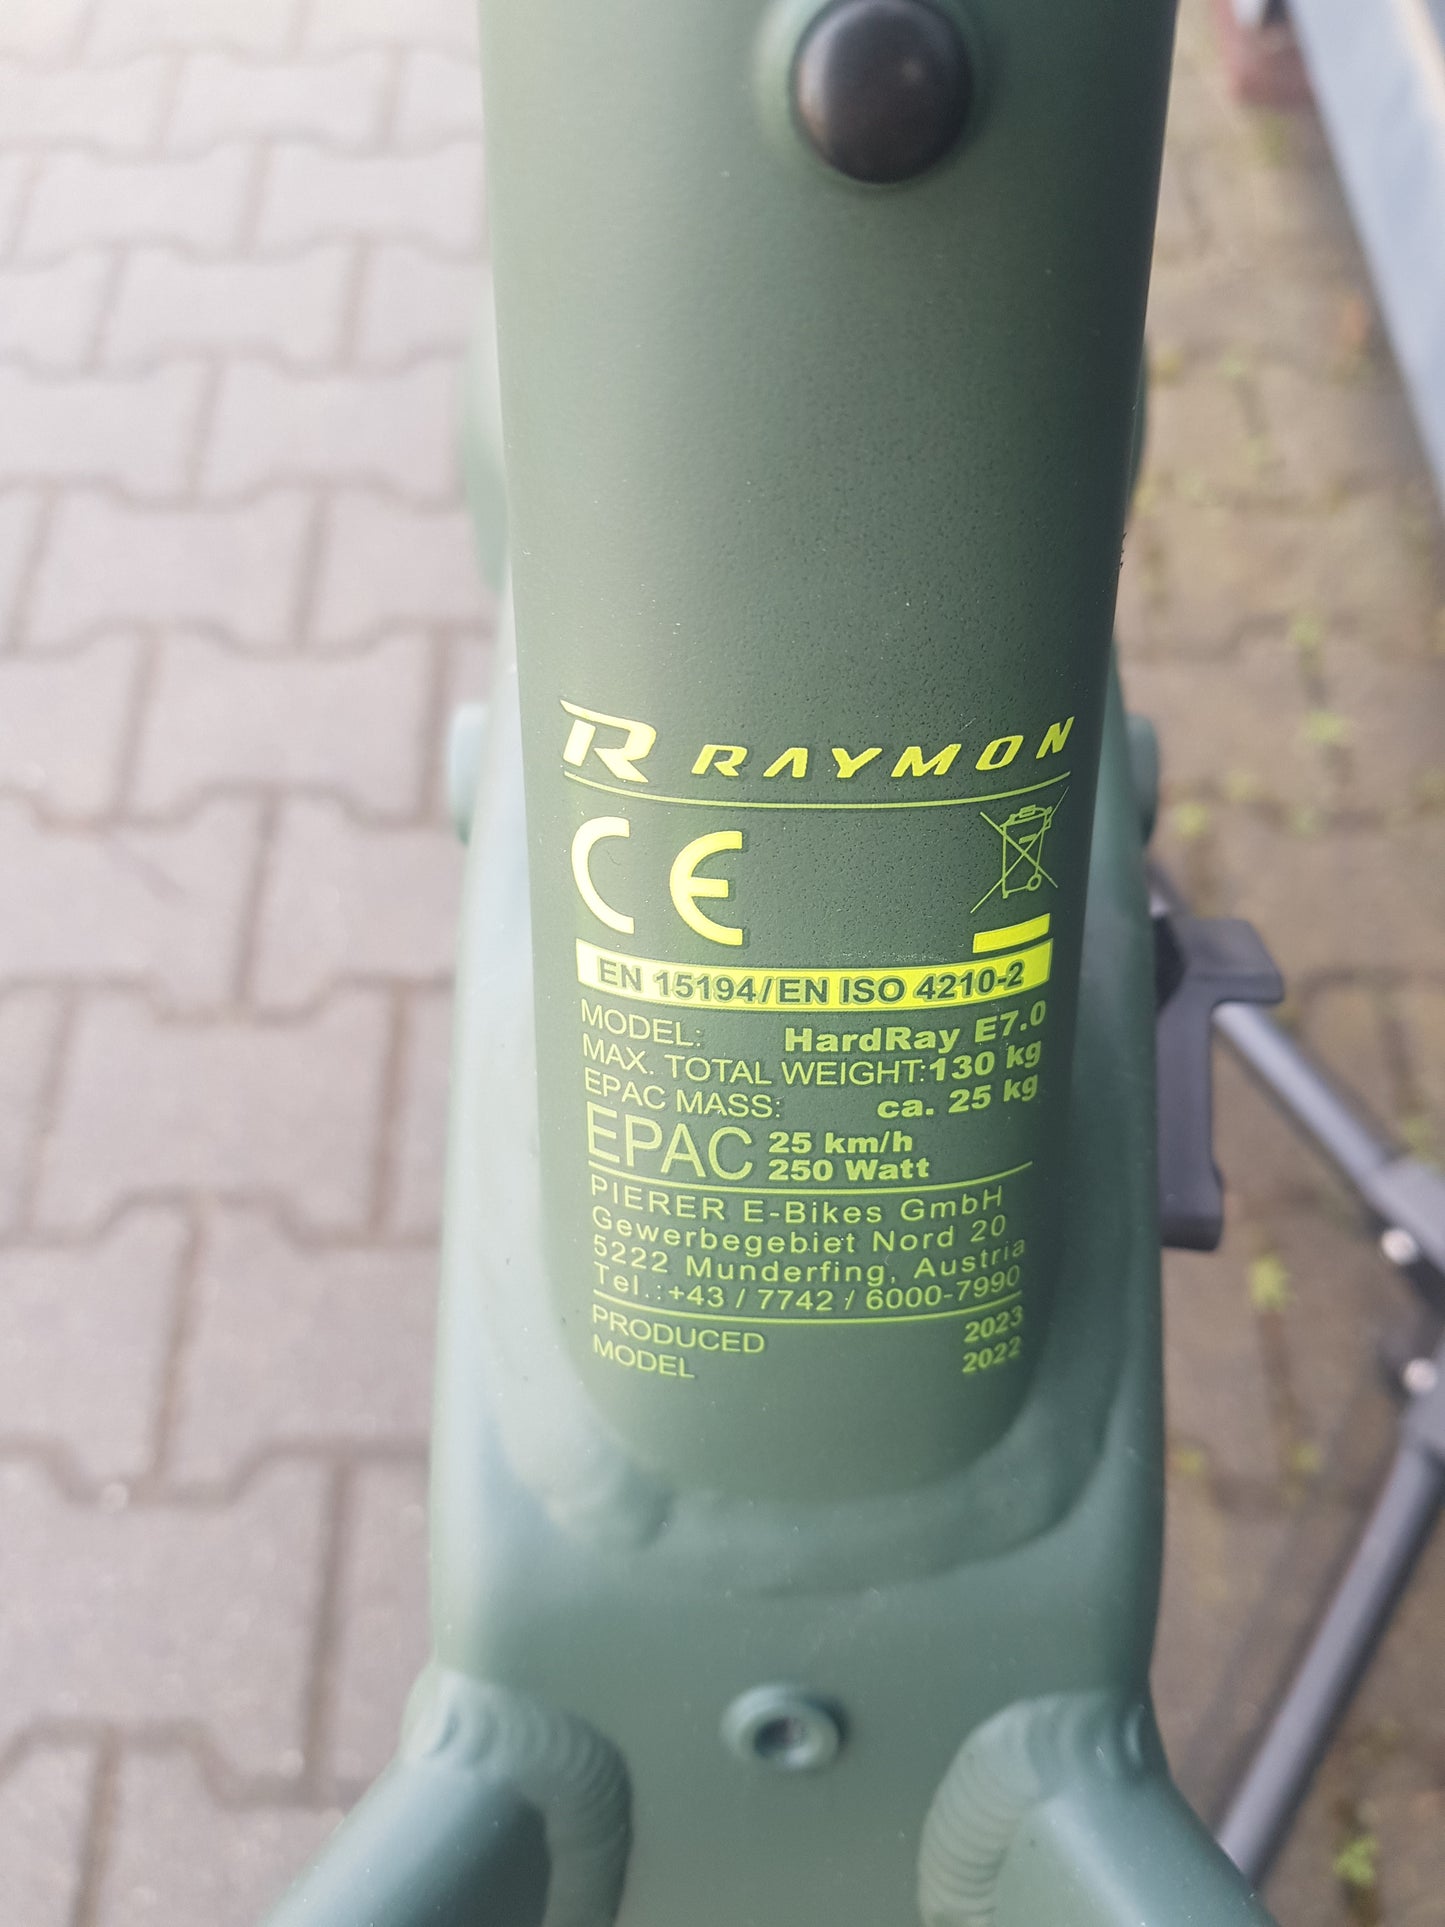 R RAYMON
CE
EN 15194/EN ISO 4210-2
MODEL: HardRay E7.0
MAX. TOTAL WEIGHT: 130 kg
EPAC MASS: ca. 25 kg
EPAC 25 km/h
250 Watt
PIERER E-Bikes GmbH
Gewerbegebiet Nord 20
5222 Munderfing, Austria
Tel.:+43 / 7742 / 6000-7990
PRODUCED 2023
MODEL 2022